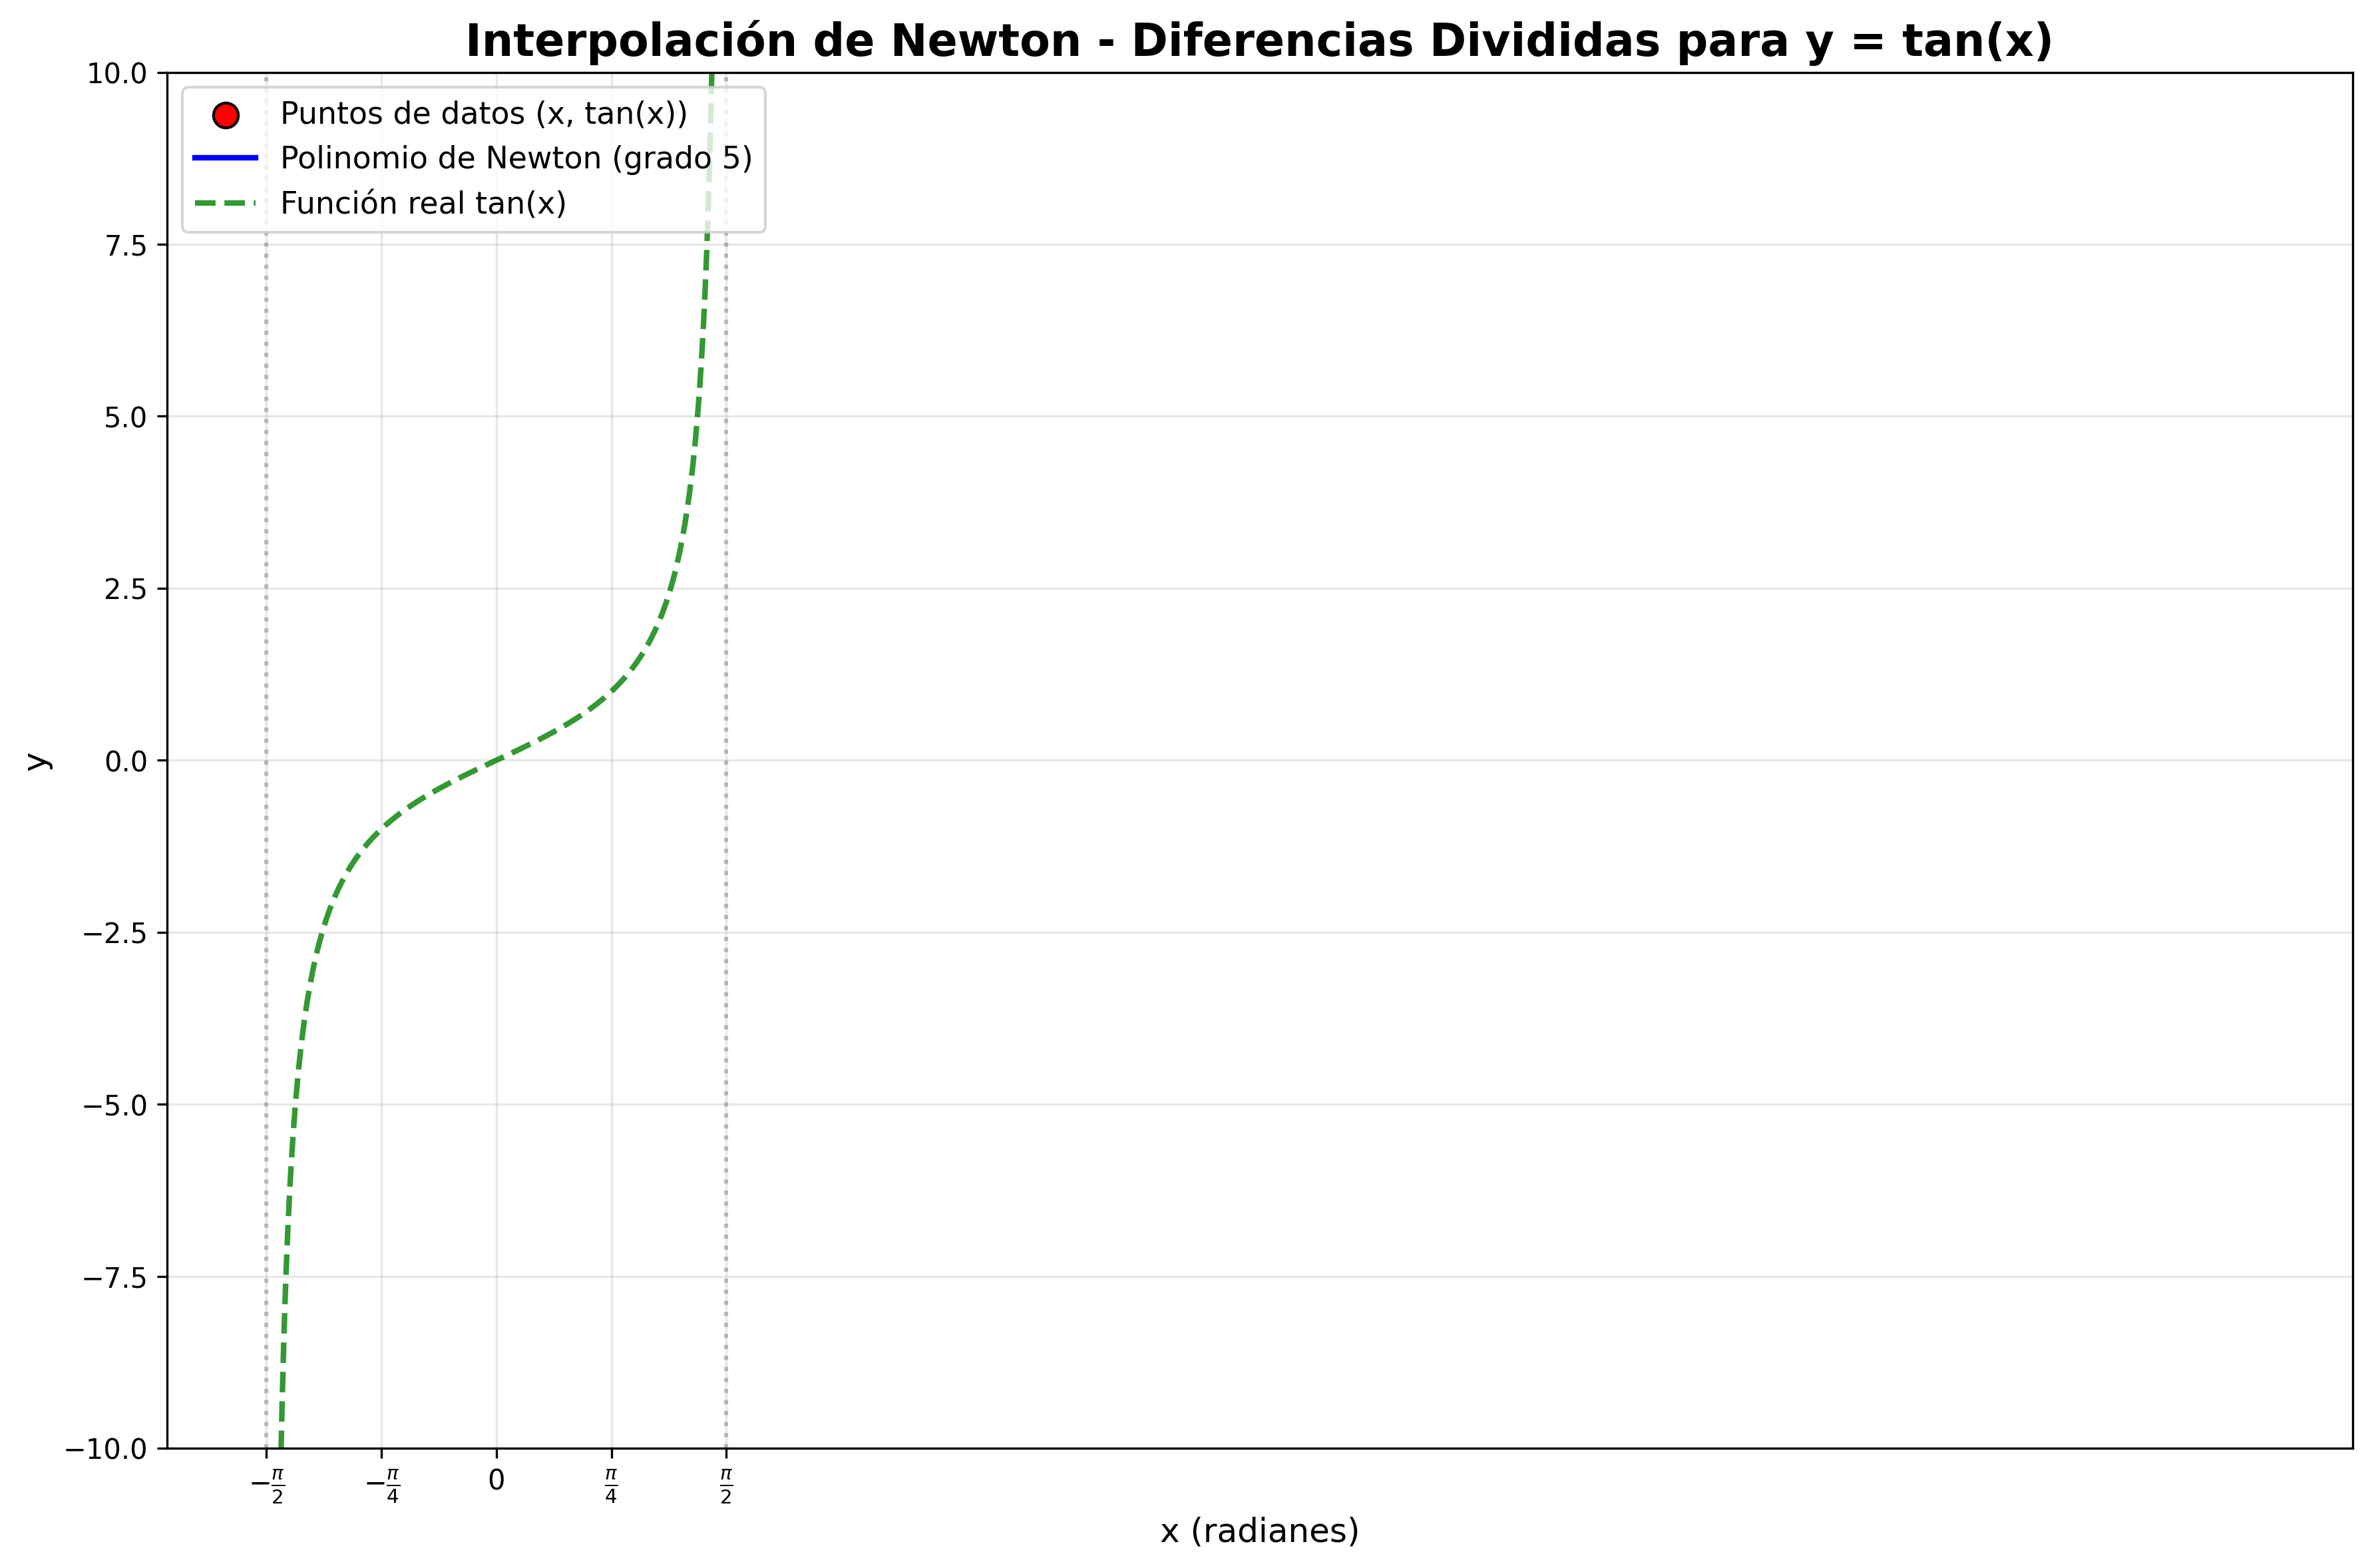 Interpolación de Newton - Diferencias Divididas para y = tan(x)
Puntos de datos (x, tan(x))
Polinomio de Newton (grado 5)
Función real tan(x)
10.0
7.5
5.0
2.5
0.0
−2.5
−5.0
−7.5
−10.0
y
−π/2
−π/4
0
π/4
π/2
x (radianes)